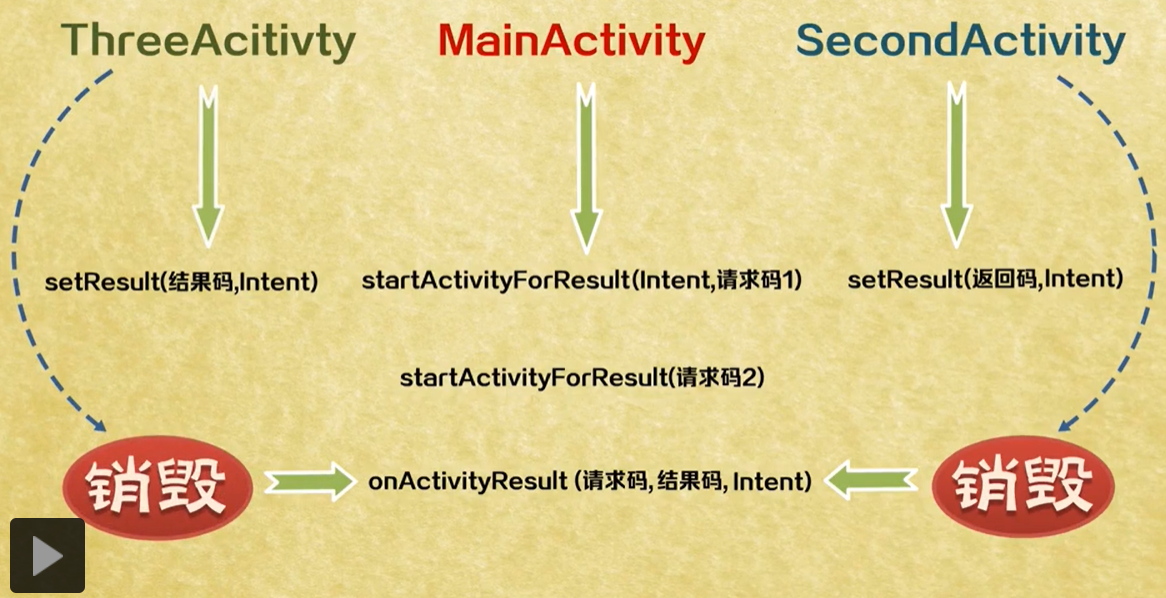 ThreeAcitivty MainActivity SecondActivity
setResult(结果码,Intent) startActivityForResult(Intent,请求码1) setResult(返回码,Intent)
startActivityForResult(请求码2)
销毁 onActivityResult (请求码, 结果码, Intent) 销毁